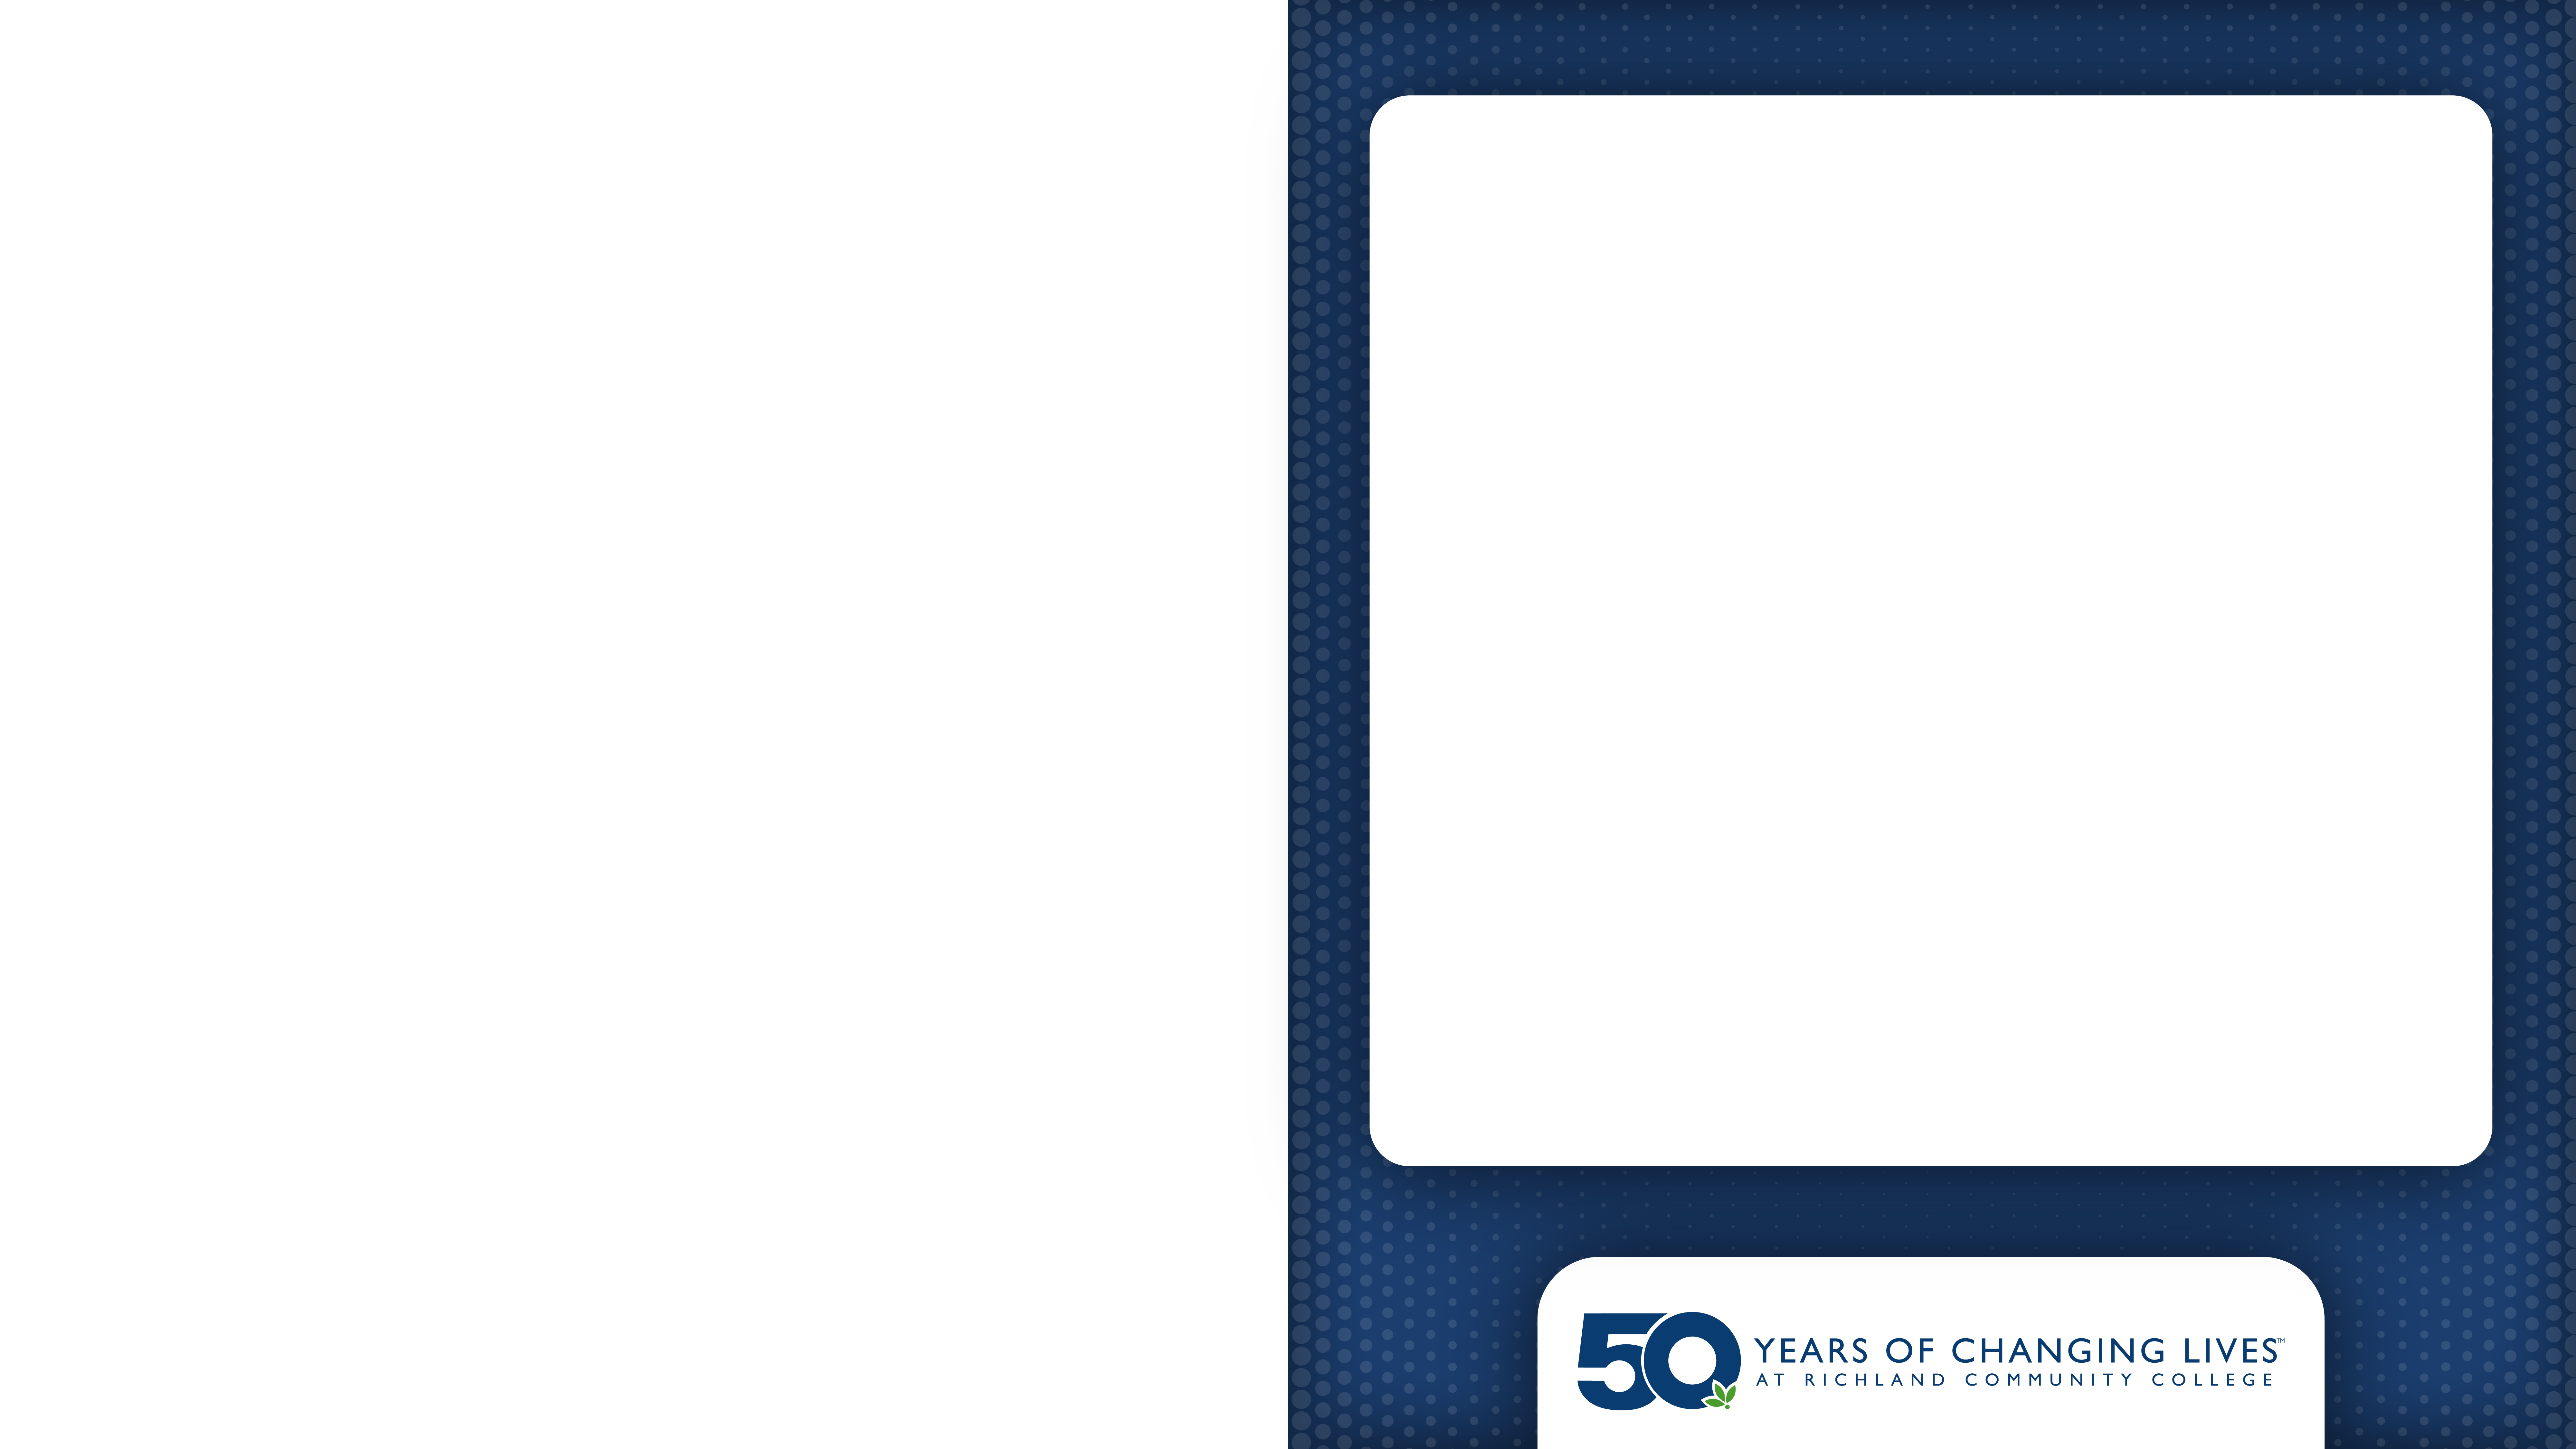 50 YEARS OF CHANGING LIVES™
AT RICHLAND COMMUNITY COLLEGE